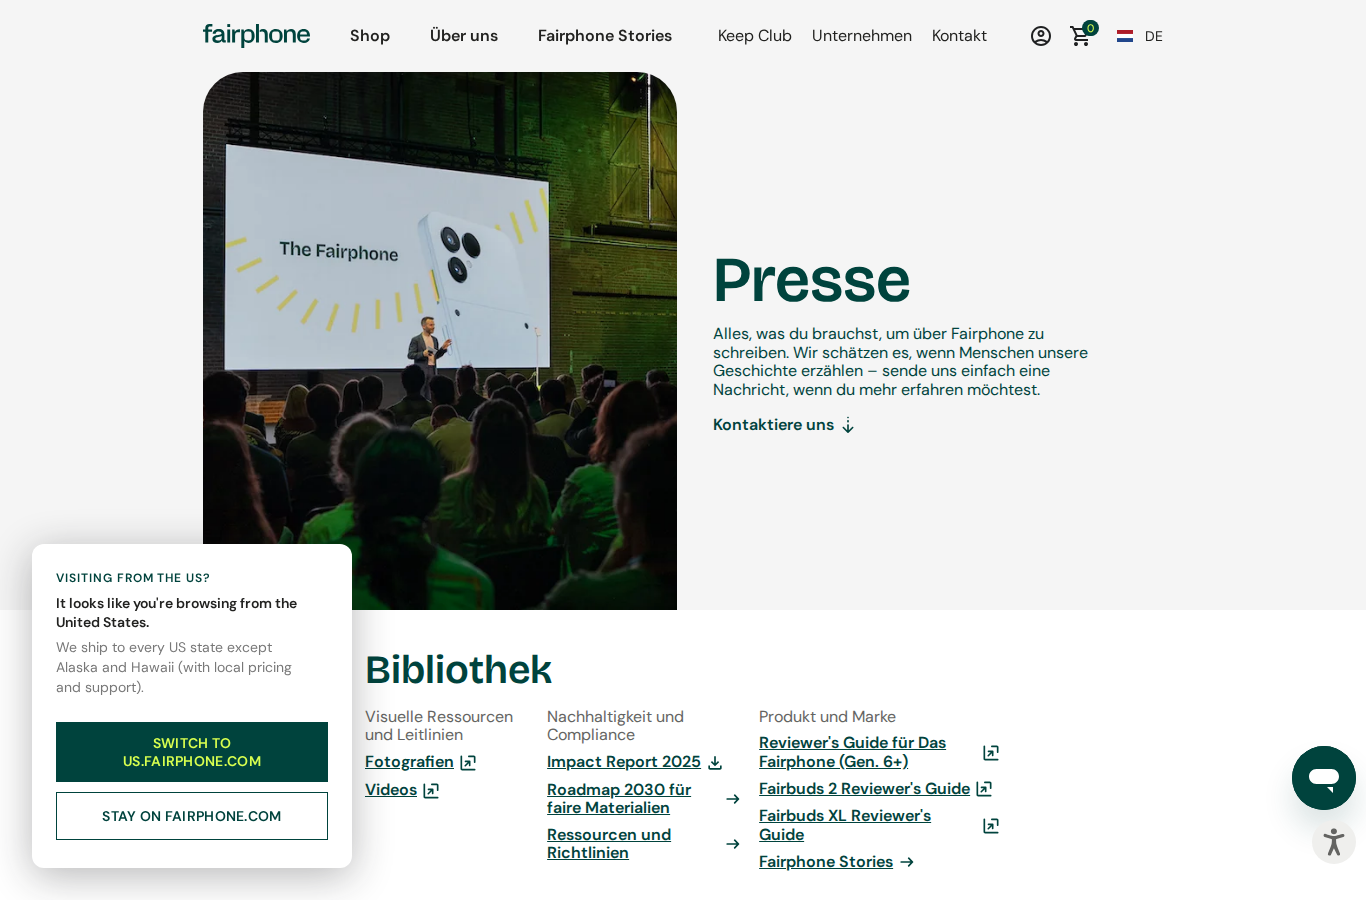 fairphone
Shop
Über uns
Fairphone Stories
Keep Club
Unternehmen
Kontakt
0
DE
The Fairphone
Presse
Alles, was du brauchst, um über Fairphone zu
schreiben. Wir schätzen es, wenn Menschen unsere
Geschichte erzählen – sende uns einfach eine
Nachricht, wenn du mehr erfahren möchtest.
Kontaktiere uns
VISITING FROM THE US?
It looks like you're browsing from the
United States.
We ship to every US state except
Alaska and Hawaii (with local pricing
and support).
SWITCH TO
US.FAIRPHONE.COM
STAY ON FAIRPHONE.COM
Bibliothek
Visuelle Ressourcen
und Leitlinien
Fotografien
Videos
Nachhaltigkeit und
Compliance
Impact Report 2025
Roadmap 2030 für
faire Materialien
Ressourcen und
Richtlinien
Produkt und Marke
Reviewer's Guide für Das
Fairphone (Gen. 6+)
Fairbuds 2 Reviewer's Guide
Fairbuds XL Reviewer's
Guide
Fairphone Stories